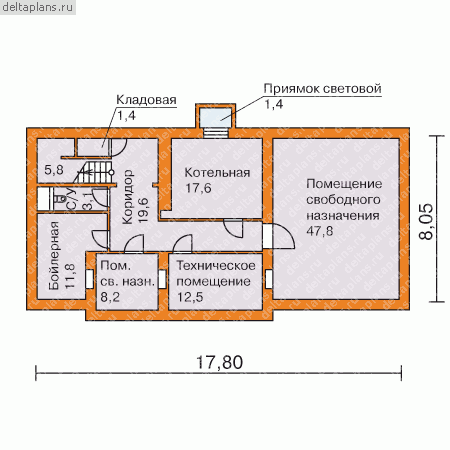 deltaplans.ru
Приямок световой
1,4
Кладовая
1,4
5,8
С/У
3,1
Коридор
19,6
Котельная
17,6
Помещение
свободного
назначения
47,8
8,05
Бойлерная
11,8
Пом.
св. назн.
8,2
Техническое
помещение
12,5
17,80